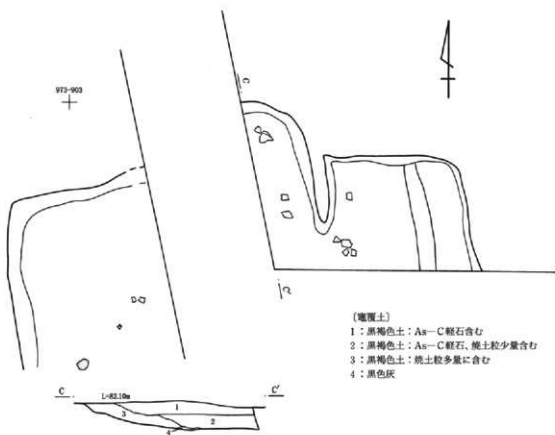 973-903
C
C'
〔竈覆土〕
1：黒褐色土：As−C軽石含む
2：黒褐色土：As−C軽石、焼土粒少量含む
3：黒褐色土：焼土粒多量に含む
4：黒色灰
C
L=82.10m
C'
1
3
2
4